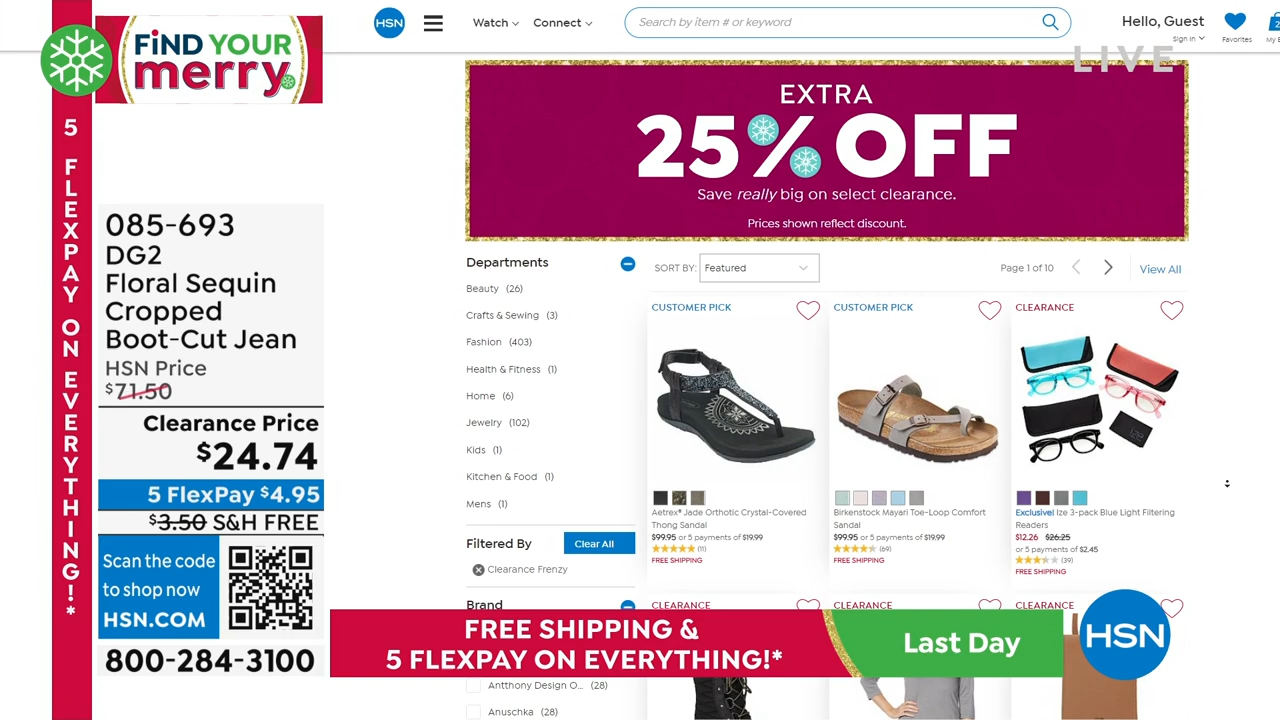 FiND YOUR
merry
5 FLEXPAY ON EVERYTHING!*
085-693
DG2
Floral Sequin
Cropped
Boot-Cut Jean
HSN Price
$71.50
Clearance Price
$24.74
5 FlexPay $4.95
$3.50 S&H FREE
Scan the code
to shop now
HSN.COM
800-284-3100
HSN
Watch
Connect
Search by item # or keyword
Hello, Guest
Sign In
Favorites
My B
2
LIVE
EXTRA
25% OFF
Save really big on select clearance.
Prices shown reflect discount.
Departments
Beauty (26)
Crafts & Sewing (3)
Fashion (403)
Health & Fitness (1)
Home (6)
Jewelry (102)
Kids (1)
Kitchen & Food (1)
Mens (1)
Filtered By
Clear All
Clearance Frenzy
Brand
Antthony Design O... (28)
Anuschka (28)
SORT BY:
Featured
Page 1 of 10
View All
CUSTOMER PICK
Aetrex® Jade Orthotic Crystal-Covered
Thong Sandal
$99.95 or 5 payments of $19.99
(11)
FREE SHIPPING
CUSTOMER PICK
Birkenstock Mayari Toe-Loop Comfort
Sandal
$99.95 or 5 payments of $19.99
(69)
FREE SHIPPING
CLEARANCE
Exclusive! Ize 3-pack Blue Light Filtering
Readers
$12.26 $26.25
or 5 payments of $2.45
(39)
FREE SHIPPING
CLEARANCE
CLEARANCE
CLEARANCE
FREE SHIPPING &
5 FLEXPAY ON EVERYTHING!*
Last Day
HSN